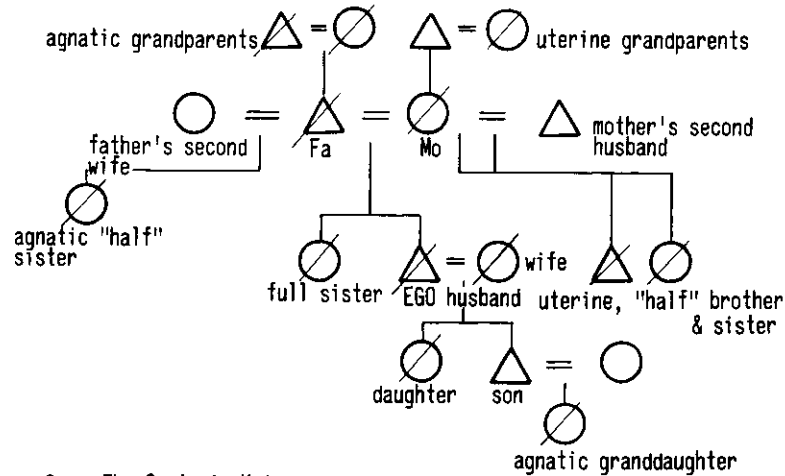 agnatic grandparents
uterine grandparents
father's second
wife
Fa
Mo
mother's second
husband
agnatic "half"
sister
full sister
EGO husband
wife
uterine, "half" brother
& sister
daughter
son
agnatic granddaughter